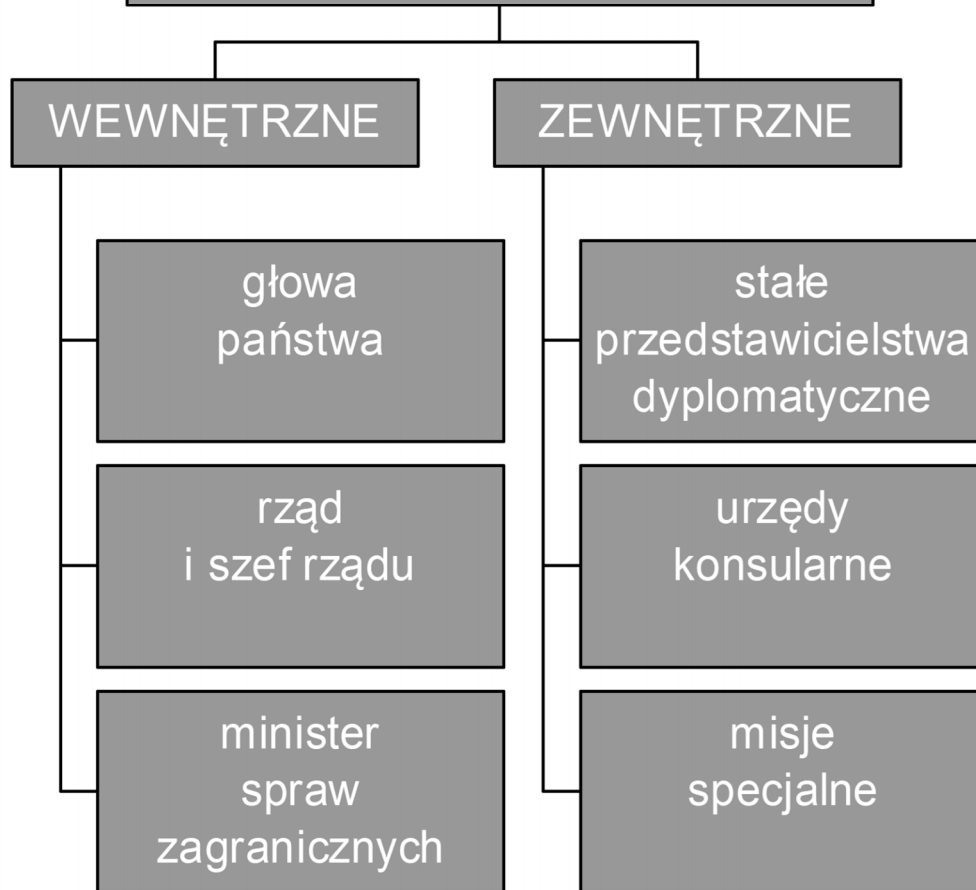 WEWNĘTRZNE
głowa
państwa
rząd
i szef rządu
minister
spraw
zagranicznych
ZEWNĘTRZNE
stałe
przedstawicielstwa
dyplomatyczne
urzędy
konsularne
misje
specjalne